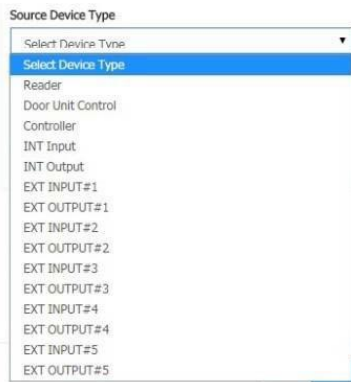 Source Device Type
Select Device Type
Select Device Type
Reader
Door Unit Control
Controller
INT Input
INT Output
EXT INPUT#1
EXT OUTPUT#1
EXT INPUT#2
EXT OUTPUT#2
EXT INPUT#3
EXT OUTPUT#3
EXT INPUT#4
EXT OUTPUT#4
EXT INPUT#5
EXT OUTPUT#5